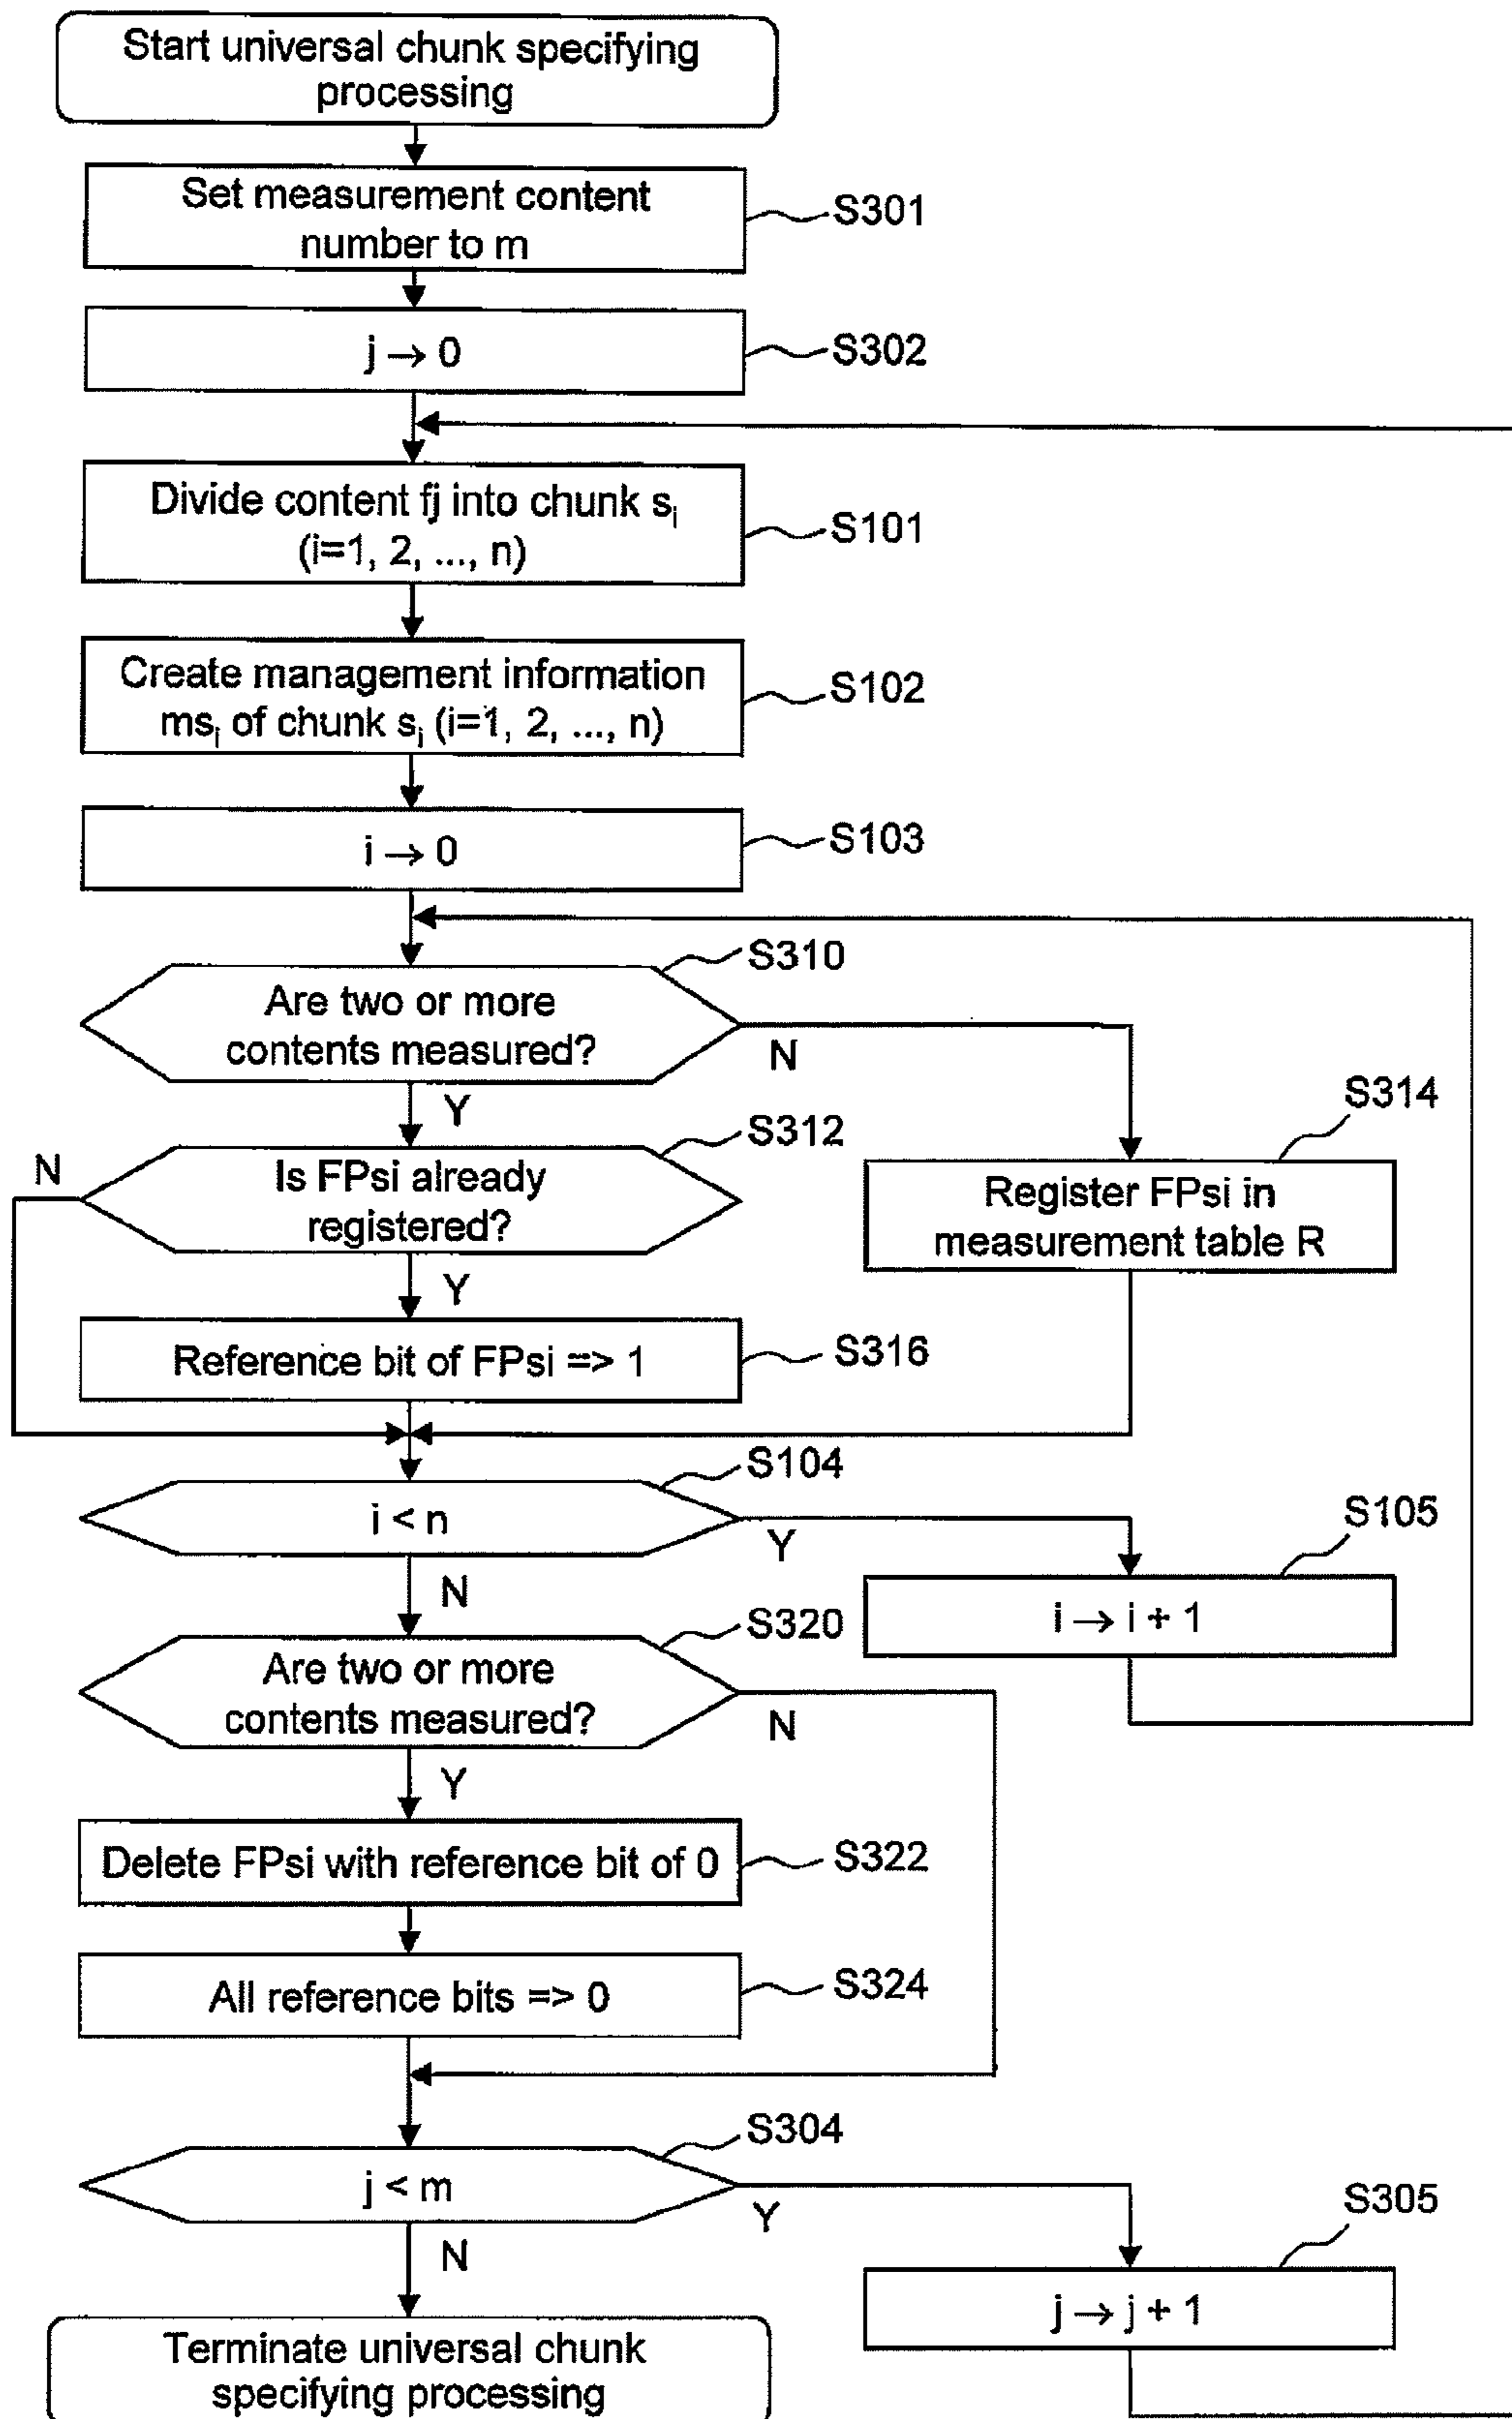 Start universal chunk specifying
processing
Set measurement content
number to m
S301
j → 0
S302
Divide content fj into chunk si
(i=1, 2, ..., n)
S101
Create management information
msi of chunk si (i=1, 2, ..., n)
S102
i → 0
S103
S310
Are two or more
contents measured?
N
Y
S314
Register FPsi in
measurement table R
S312
N
Is FPsi already
registered?
Y
Reference bit of FPsi => 1
S316
S104
i < n
Y
N
S105
i → i + 1
S320
Are two or more
contents measured?
N
Y
Delete FPsi with reference bit of 0
S322
All reference bits => 0
S324
S304
j < m
Y
N
S305
j → j + 1
Terminate universal chunk
specifying processing